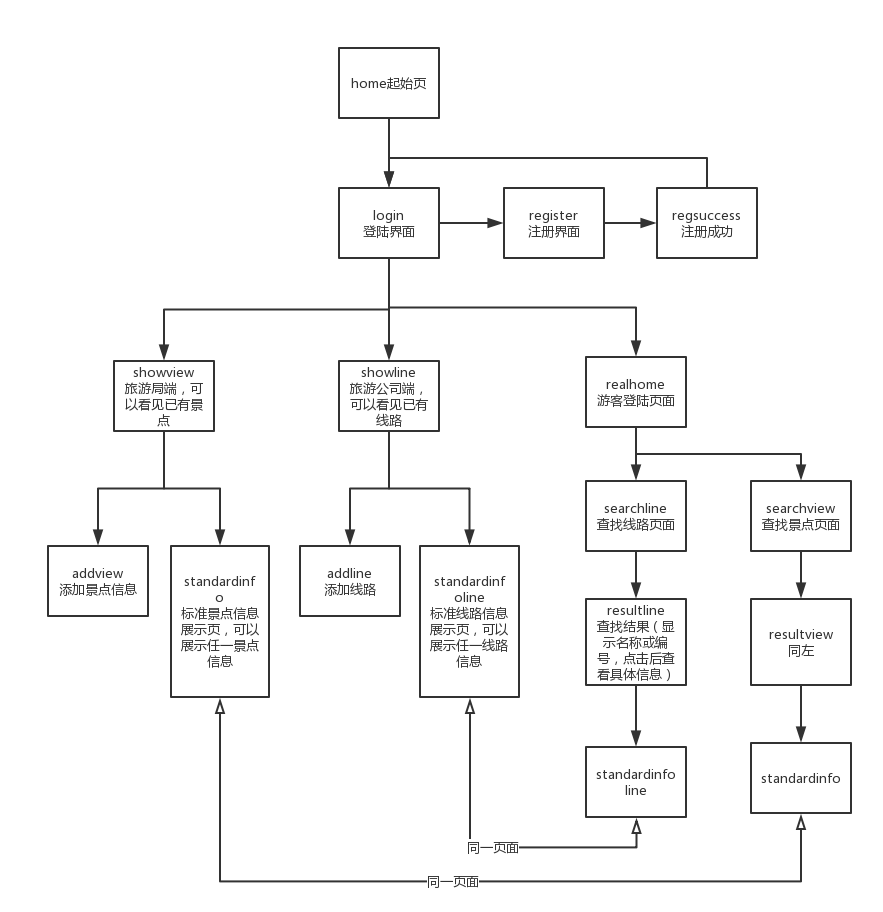 home起始页
login
登陆界面
register
注册界面
regsuccess
注册成功
showview
旅游局端，可
以看见已有景
点
showline
旅游公司端，
可以看见已有
线路
realhome
游客登陆页面
searchline
查找线路页面
searchview
查找景点页面
addview
添加景点信息
standardinf
o
标准景点信息
展示页，可以
展示任一景点
信息
addline
添加线路
standardinf
oline
标准线路信息
展示页，可以
展示任一线路
信息
resultline
查找结果（显
示名称或编
号，点击后查
看具体信息）
resultview
同左
standardinfo
line
standardinfo
同一页面
同一页面